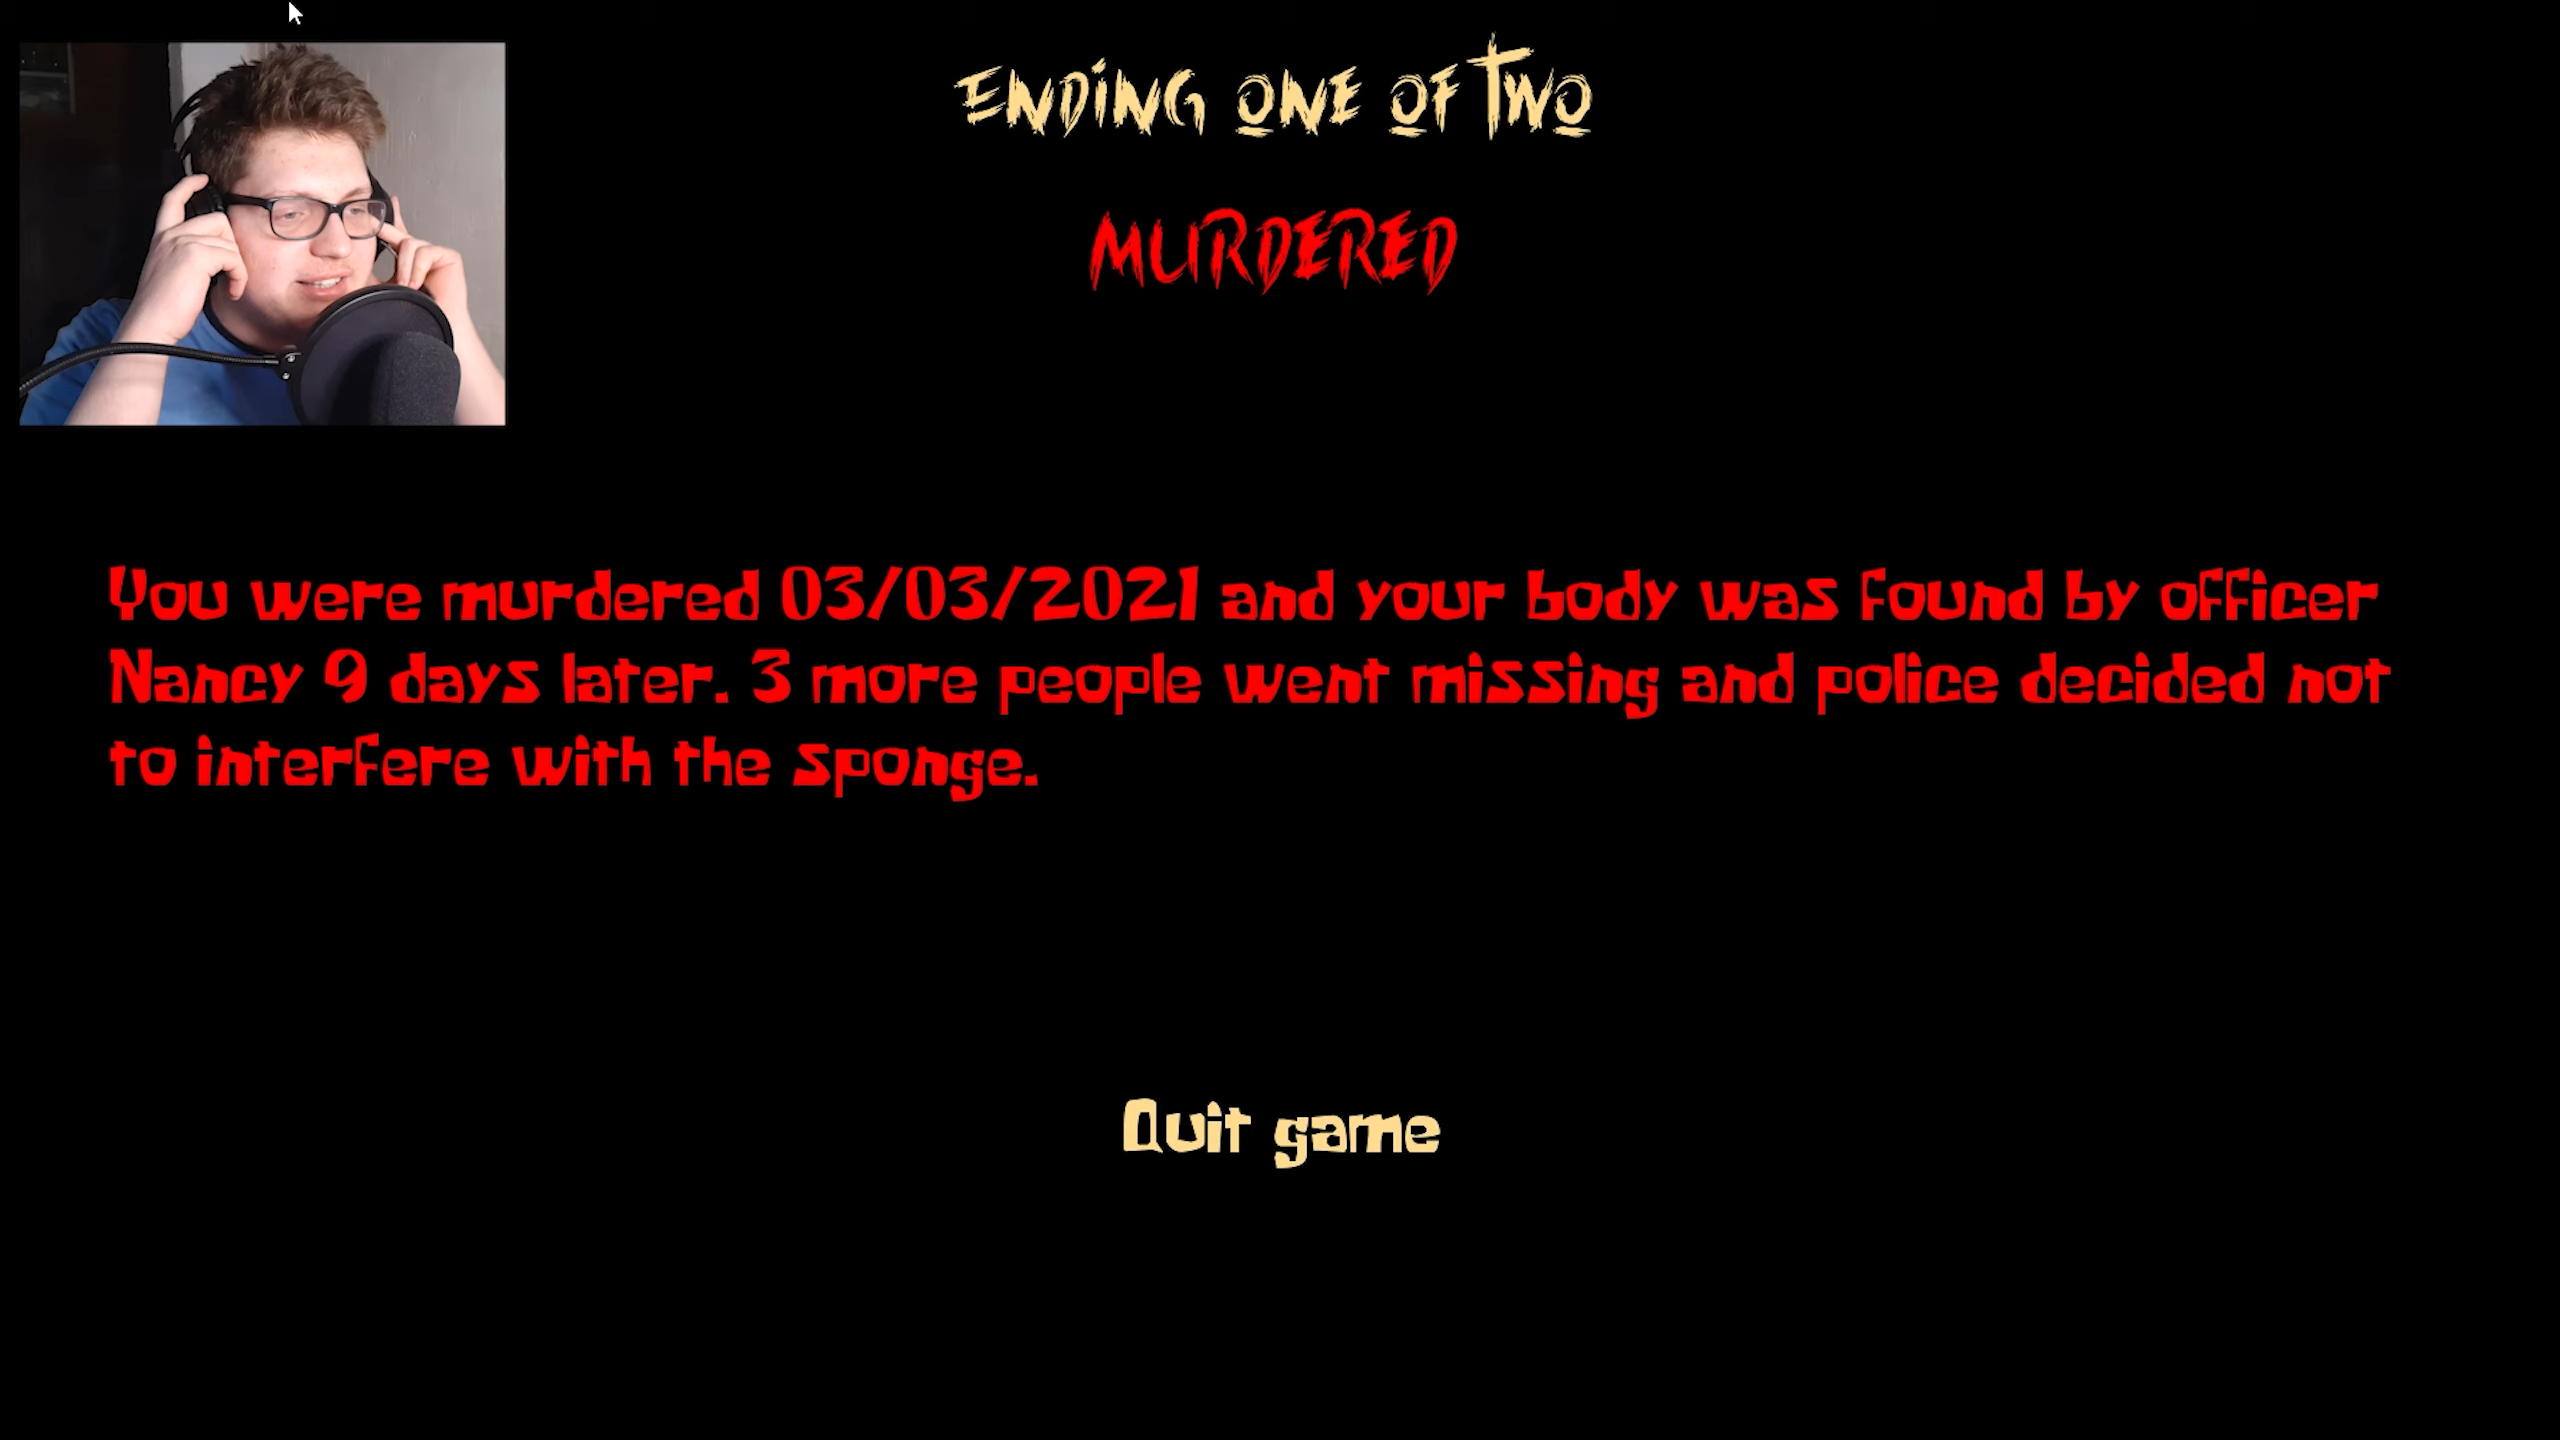 ENDING ONE OF TWO
MURDERED
You were murdered 03/03/2021 and your body was found by officer
Nancy 9 days later. 3 more people went missing and police decided not
to interfere with the sponge.
Quit game